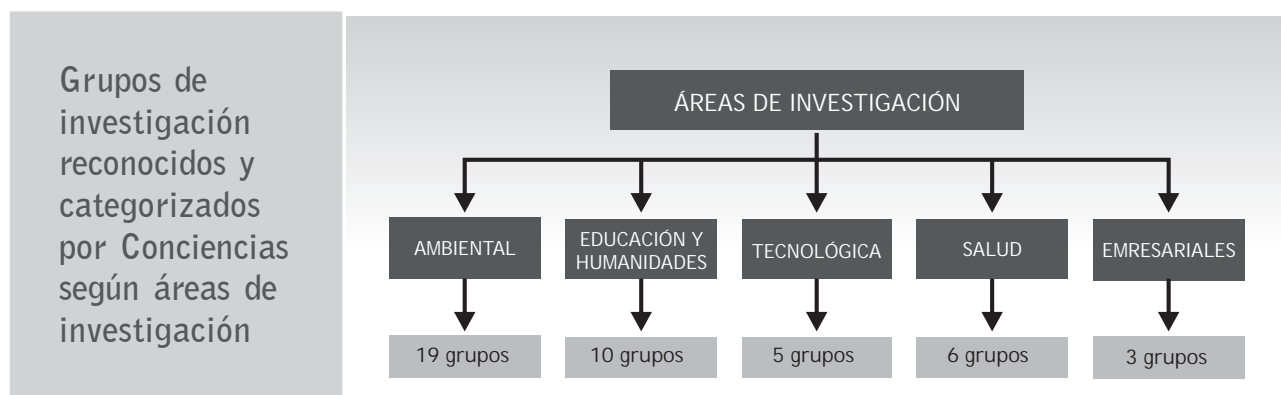 Grupos de
investigación
reconocidos y
categorizados
por Conciencias
según áreas de
investigación
ÁREAS DE INVESTIGACIÓN
AMBIENTAL
EDUCACIÓN Y
HUMANIDADES
TECNOLÓGICA
SALUD
EMRESARIALES
19 grupos
10 grupos
5 grupos
6 grupos
3 grupos